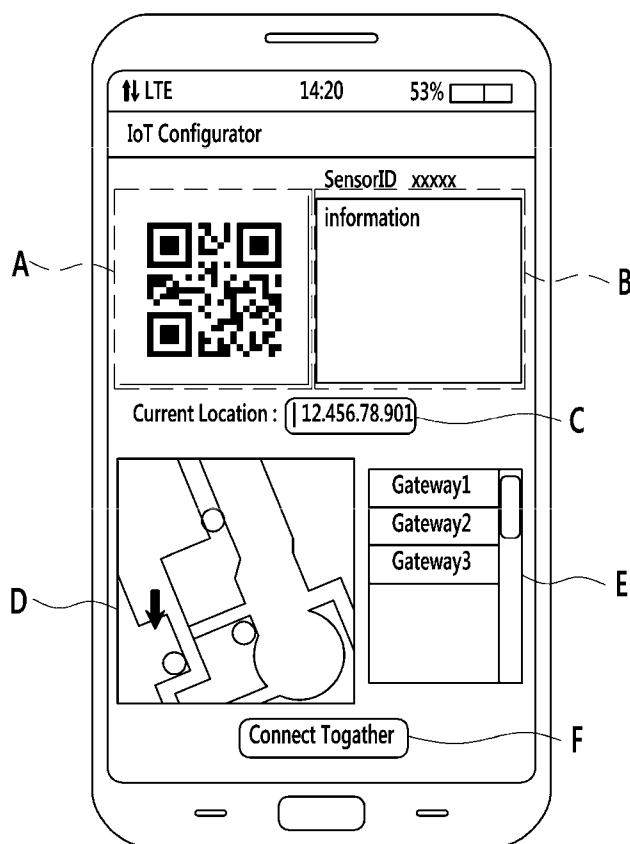 LTE 14:20 53%
IoT Configurator
SensorID xxxxx
information
A
B
Current Location : | 12.456.78.901
C
Gateway1
Gateway2
Gateway3
D
E
Connect Togather
F